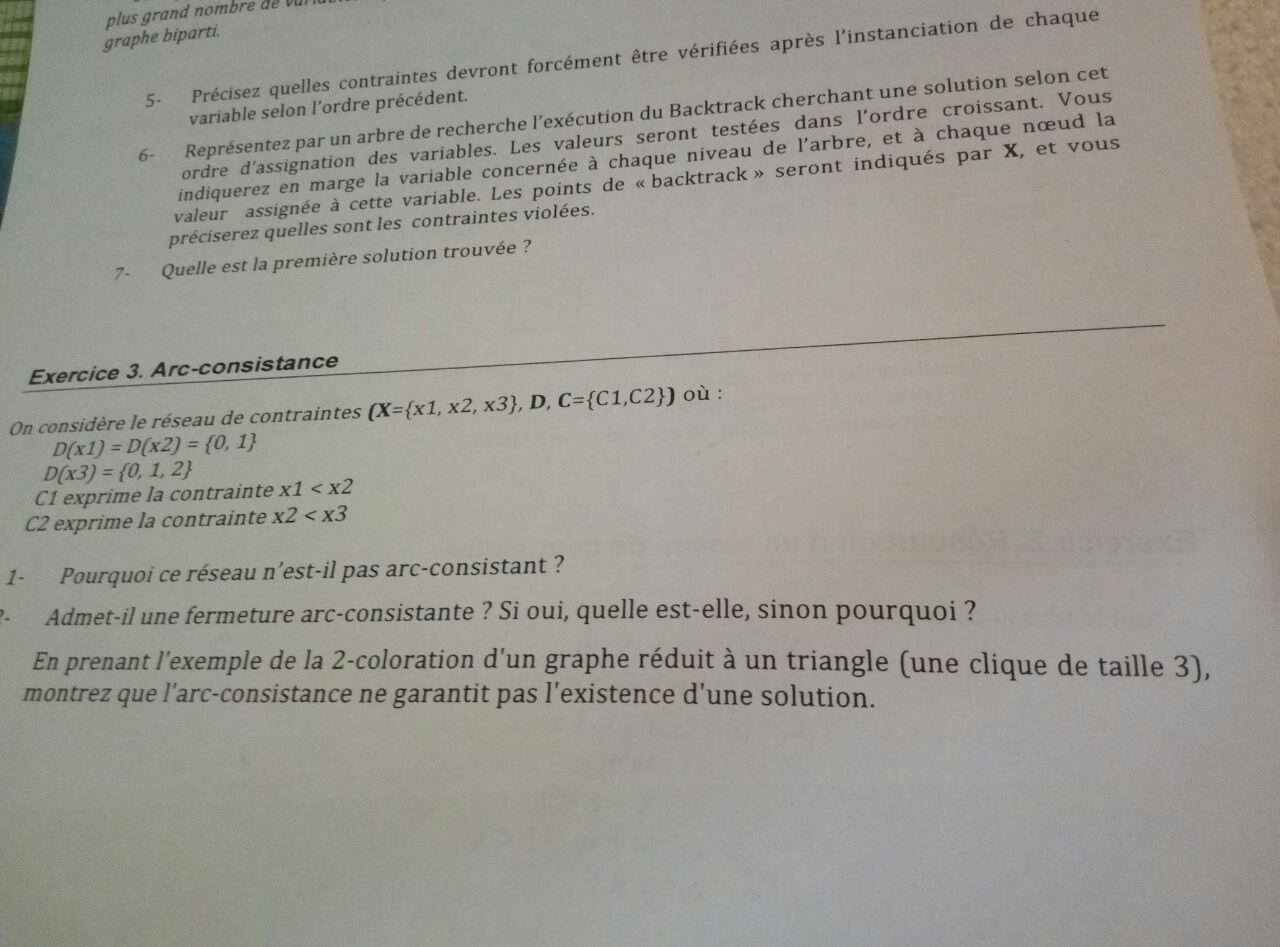 plus grand nombre de
graphe biparti.
5- Précisez quelles contraintes devront forcément être vérifiées après l'instanciation de chaque
variable selon l'ordre précédent.
6- Représentez par un arbre de recherche l'exécution du Backtrack cherchant une solution selon cet
ordre d'assignation des variables. Les valeurs seront testées dans l'ordre croissant. Vous
indiquerez en marge la variable concernée à chaque niveau de l'arbre, et à chaque nœud la
valeur assignée à cette variable. Les points de « backtrack » seront indiqués par X, et vous
préciserez quelles sont les contraintes violées.
7- Quelle est la première solution trouvée ?
Exercice 3. Arc-consistance
On considère le réseau de contraintes (X={x1, x2, x3}, D, C={C1,C2}) où :
D(x1) = D(x2) = {0, 1}
D(x3) = {0, 1, 2}
C1 exprime la contrainte x1 < x2
C2 exprime la contrainte x2 < x3
1- Pourquoi ce réseau n'est-il pas arc-consistant ?
Admet-il une fermeture arc-consistante ? Si oui, quelle est-elle, sinon pourquoi ?
En prenant l'exemple de la 2-coloration d'un graphe réduit à un triangle (une clique de taille 3),
montrez que l'arc-consistance ne garantit pas l'existence d'une solution.